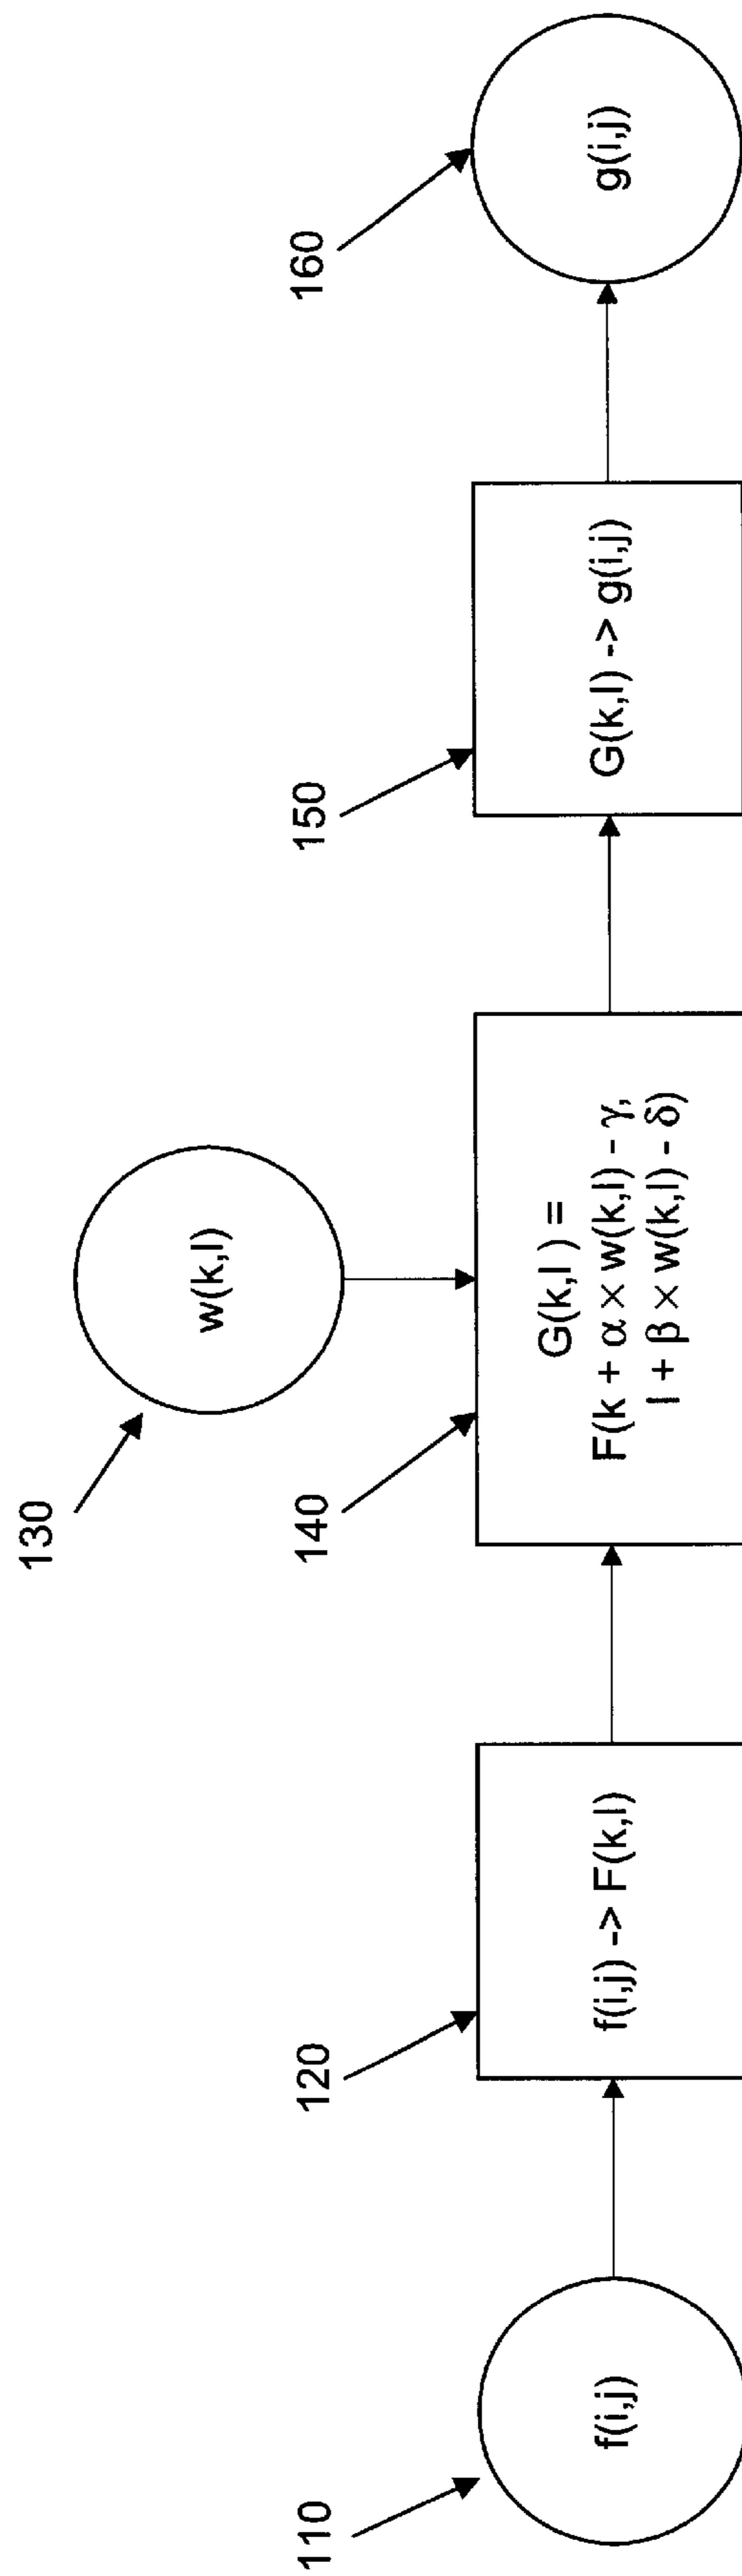 130
w(k,l)
110
120
140
150
160
f(i,j)
f(i,j) -> F(k,l)
G(k,l ) =
F(k + α × w(k,l) - γ,
l + β × w(k,l) - δ)
G(k,l) -> g(i,j)
g(i,j)